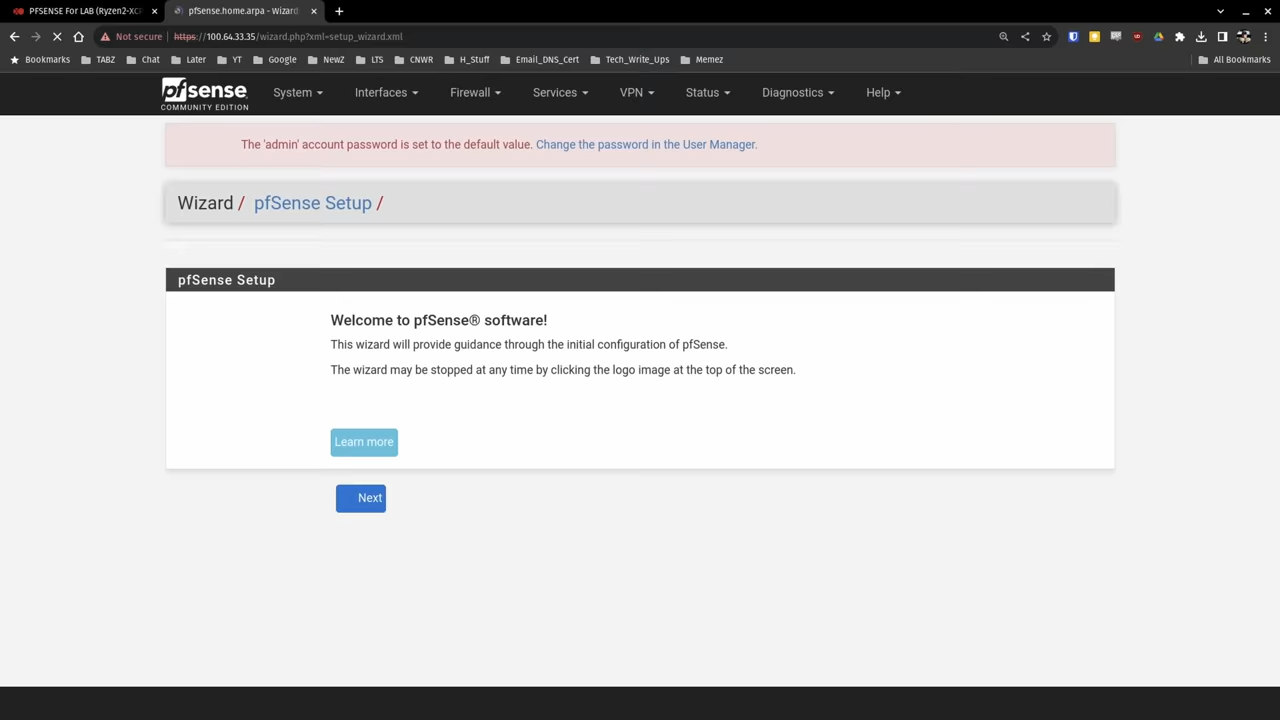 PFSENSE For LAB (Ryzen2-XCP
pfSense.home.arpa - Wizard
Not secure
https://100.64.33.35/wizard.php?xml=setup_wizard.xml
Bookmarks TABZ Chat Later YT Google NewZ LTS CNWR H_Stuff Email_DNS_Cert Tech_Write_Ups Memez All Bookmarks
pfsense
COMMUNITY EDITION
System Interfaces Firewall Services VPN Status Diagnostics Help
The 'admin' account password is set to the default value. Change the password in the User Manager.
Wizard / pfSense Setup /
pfSense Setup
Welcome to pfSense® software!
This wizard will provide guidance through the initial configuration of pfSense.
The wizard may be stopped at any time by clicking the logo image at the top of the screen.
Learn more
Next